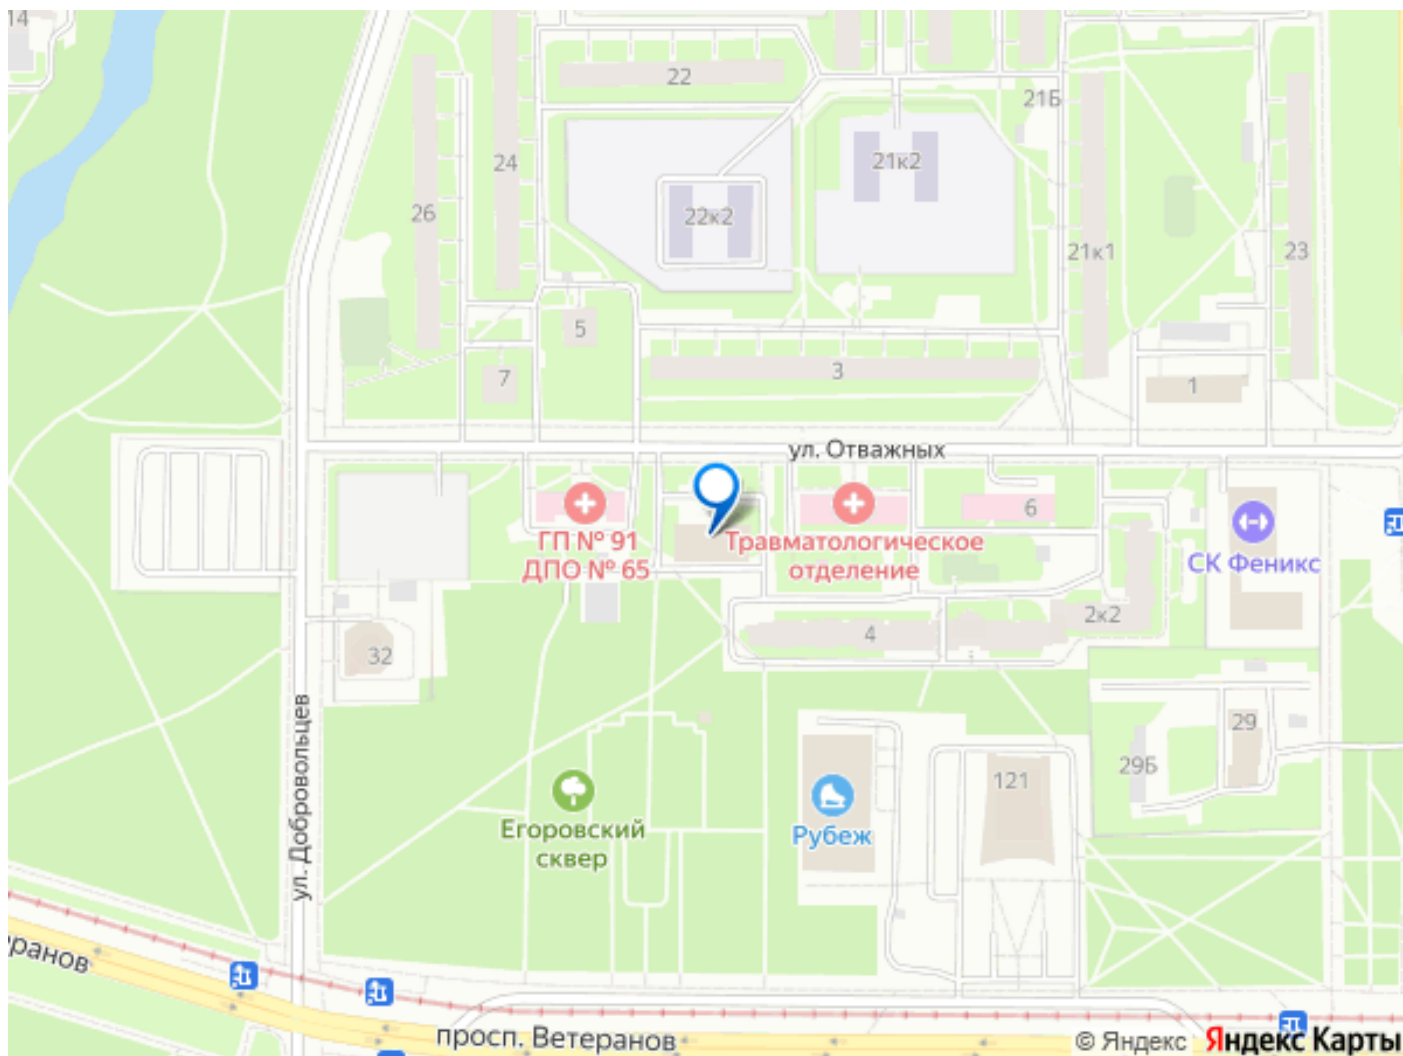 14
22
21Б
24
21к2
26
22к2
21к1
23
5
7
3
1
ул. Отважных
6
ГП № 91
ДПО № 65
Травматологическое
отделение
СК Феникс
2к2
4
32
ул. Добровольцев
29
29Б
121
Егоровский
сквер
Рубеж
еранов
просп. Ветеранов
© Яндекс Яндекс Карты